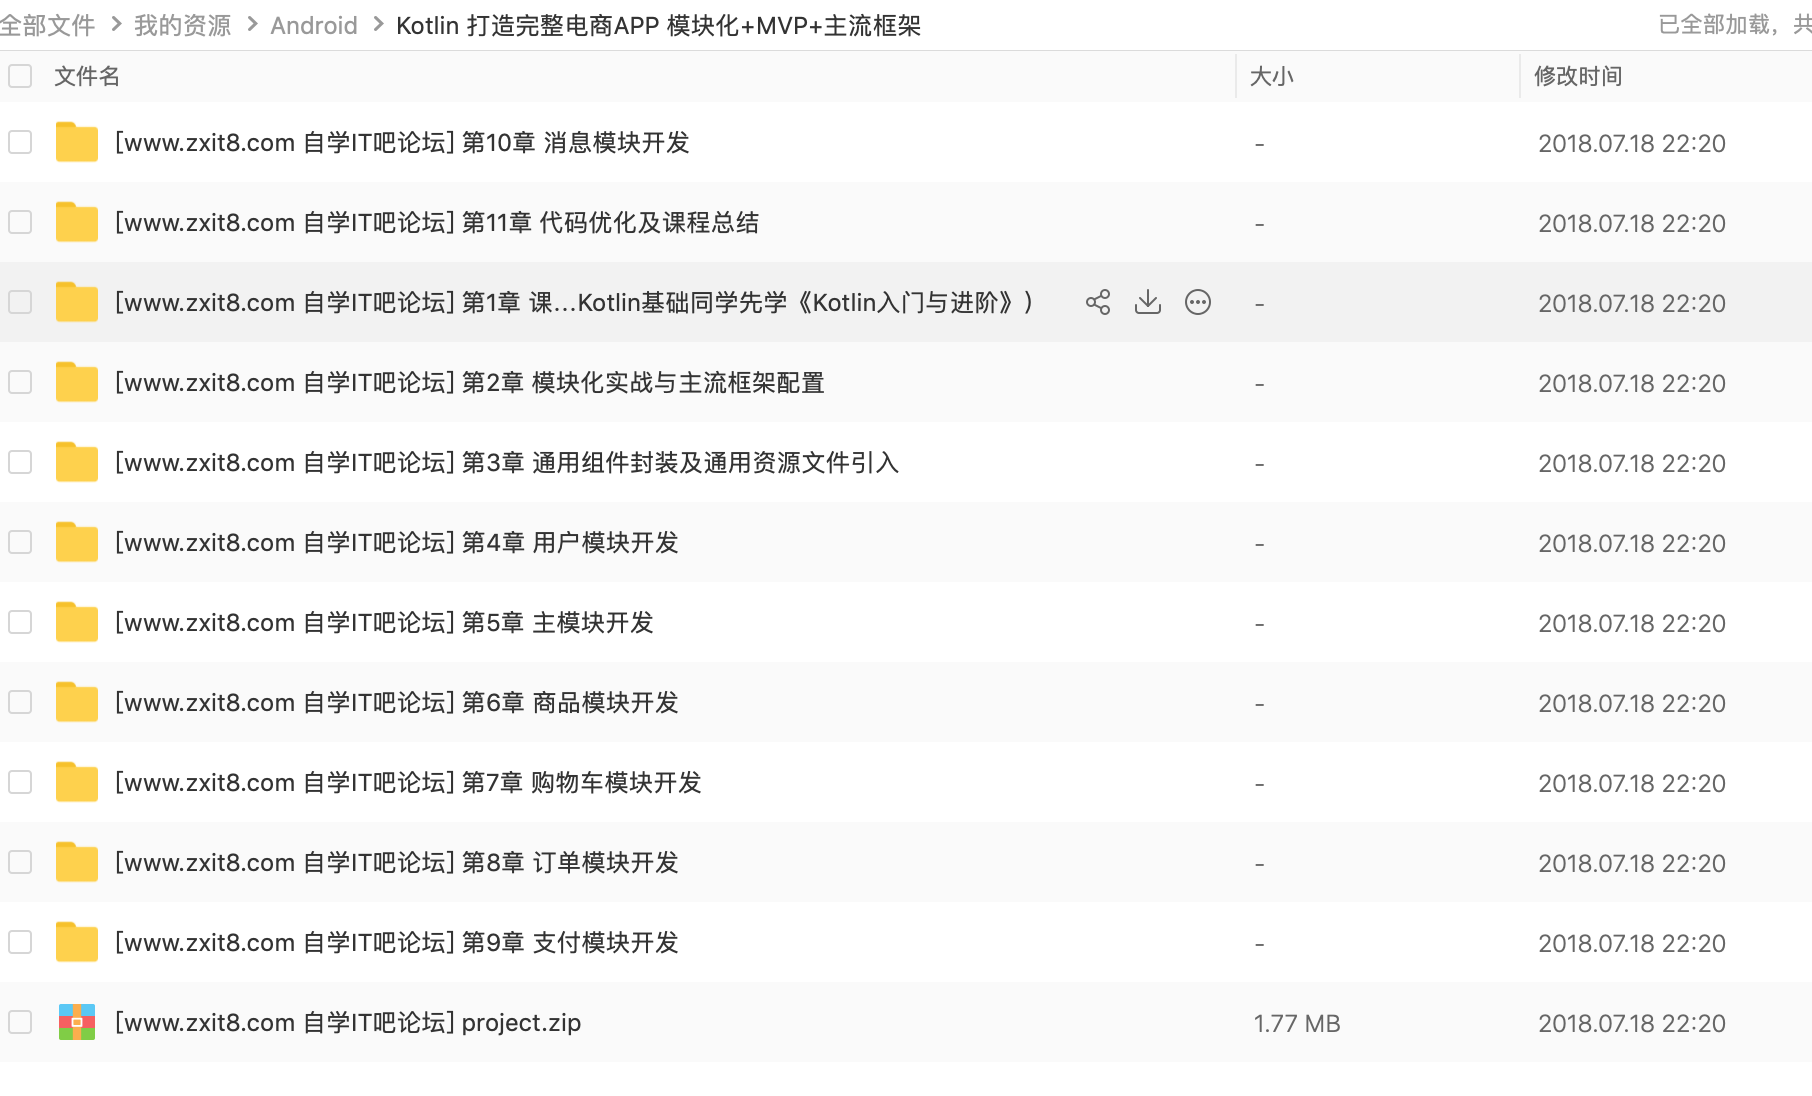 全部文件 > 我的资源 > Android > Kotlin 打造完整电商APP 模块化+MVP+主流框架 已全部加载，共
文件名 大小 修改时间
[www.zxit8.com 自学IT吧论坛] 第10章 消息模块开发 - 2018.07.18 22:20
[www.zxit8.com 自学IT吧论坛] 第11章 代码优化及课程总结 - 2018.07.18 22:20
[www.zxit8.com 自学IT吧论坛] 第1章 课...Kotlin基础同学先学《Kotlin入门与进阶》） - 2018.07.18 22:20
[www.zxit8.com 自学IT吧论坛] 第2章 模块化实战与主流框架配置 - 2018.07.18 22:20
[www.zxit8.com 自学IT吧论坛] 第3章 通用组件封装及通用资源文件引入 - 2018.07.18 22:20
[www.zxit8.com 自学IT吧论坛] 第4章 用户模块开发 - 2018.07.18 22:20
[www.zxit8.com 自学IT吧论坛] 第5章 主模块开发 - 2018.07.18 22:20
[www.zxit8.com 自学IT吧论坛] 第6章 商品模块开发 - 2018.07.18 22:20
[www.zxit8.com 自学IT吧论坛] 第7章 购物车模块开发 - 2018.07.18 22:20
[www.zxit8.com 自学IT吧论坛] 第8章 订单模块开发 - 2018.07.18 22:20
[www.zxit8.com 自学IT吧论坛] 第9章 支付模块开发 - 2018.07.18 22:20
[www.zxit8.com 自学IT吧论坛] project.zip 1.77 MB 2018.07.18 22:20